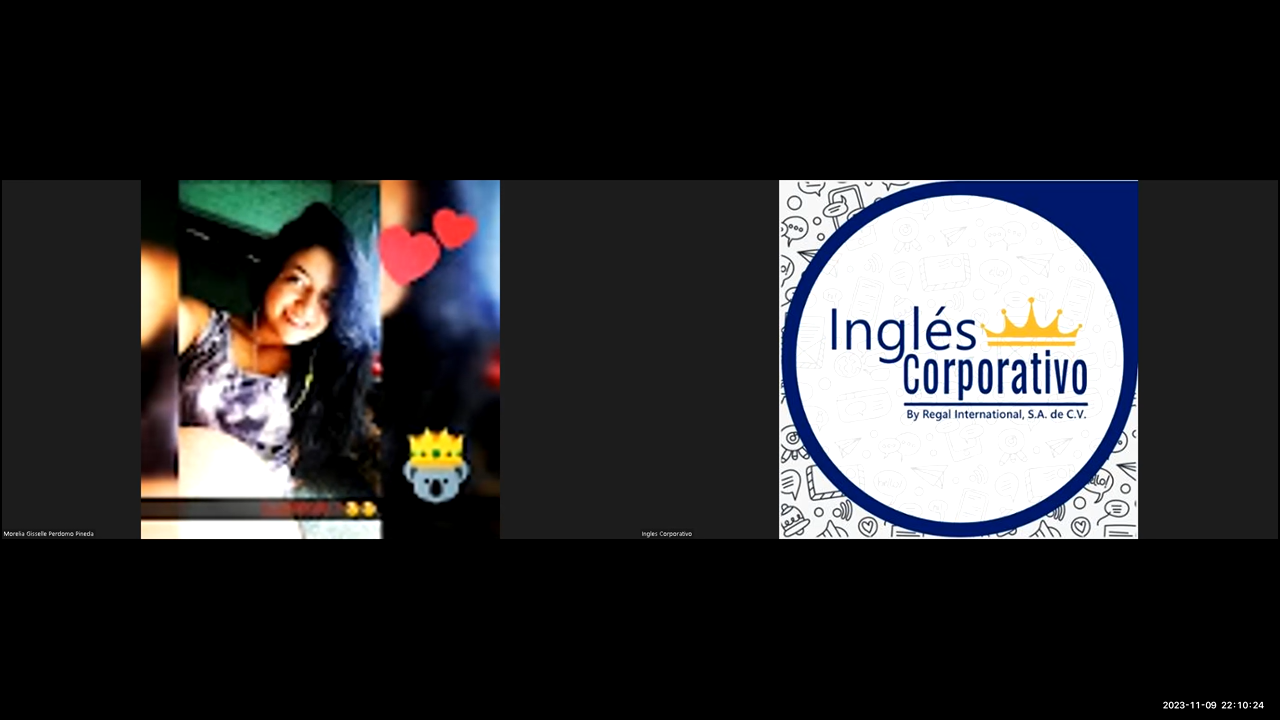 Inglés
Corporativo
By Regal International, S.A. de C.V.
Morelia Gisselle Perdomo Pineda
Ingles Corporativo
2023-11-09 22:10:24